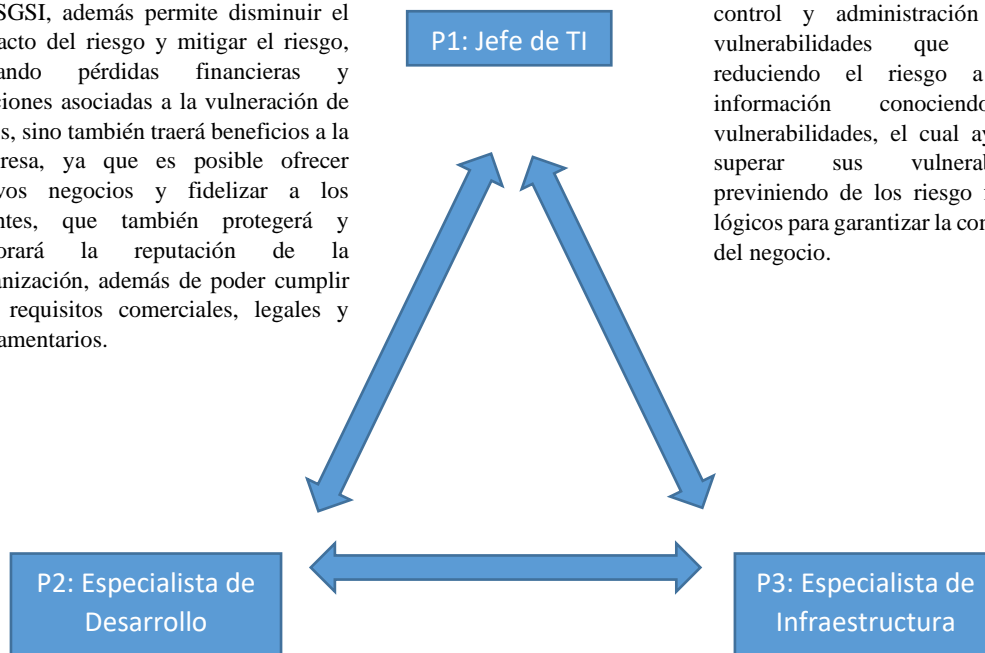 SGSI, además permite disminuir el
acto del riesgo y mitigar el riesgo,
ando pérdidas financieras y
ciones asociadas a la vulneración de
s, sino también traerá beneficios a la
resa, ya que es posible ofrecer
vos negocios y fidelizar a los
ntes, que también protegerá y
orará la reputación de la
anización, además de poder cumplir
requisitos comerciales, legales y
amentarios.
P1: Jefe de TI
control y administración
vulnerabilidades que
reduciendo el riesgo a
información conociendo
vulnerabilidades, el cual ay
superar sus vulnerab
previniendo de los riesgo
lógicos para garantizar la con
del negocio.
P2: Especialista de
Desarrollo
P3: Especialista de
Infraestructura